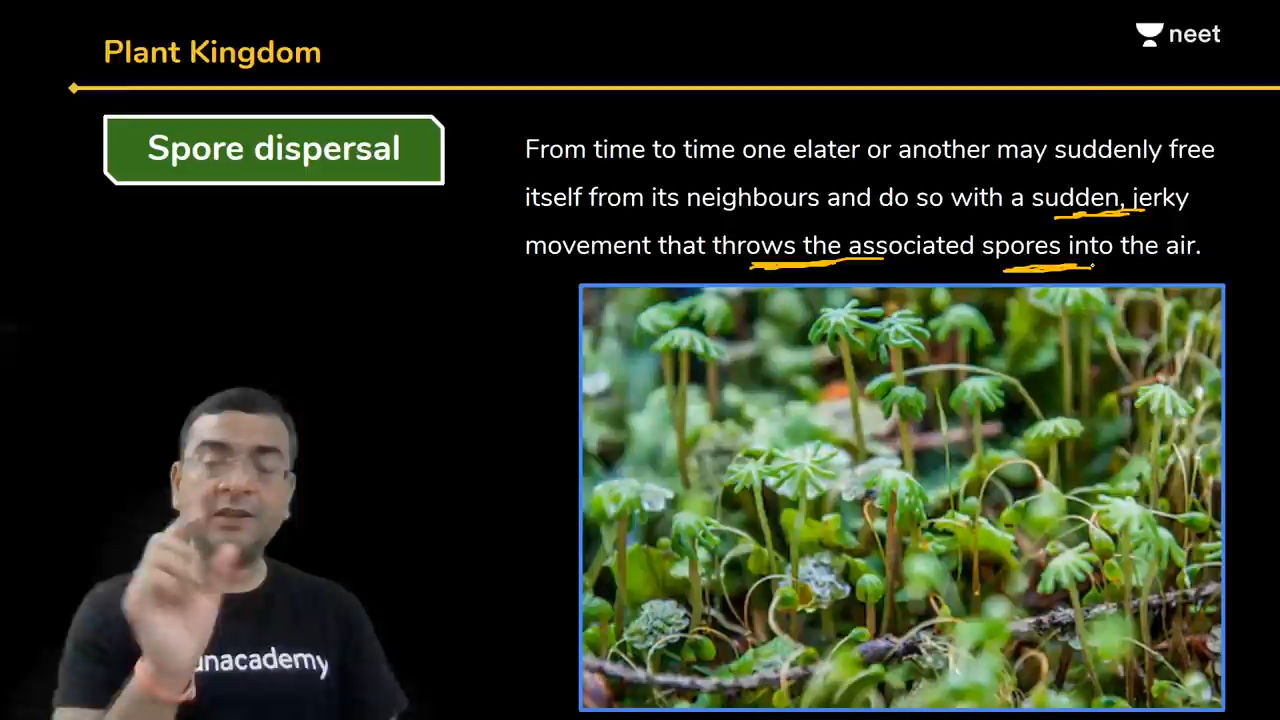 Plant Kingdom
neet
Spore dispersal
From time to time one elater or another may suddenly free
itself from its neighbours and do so with a sudden, jerky
movement that throws the associated spores into the air.
unacademy